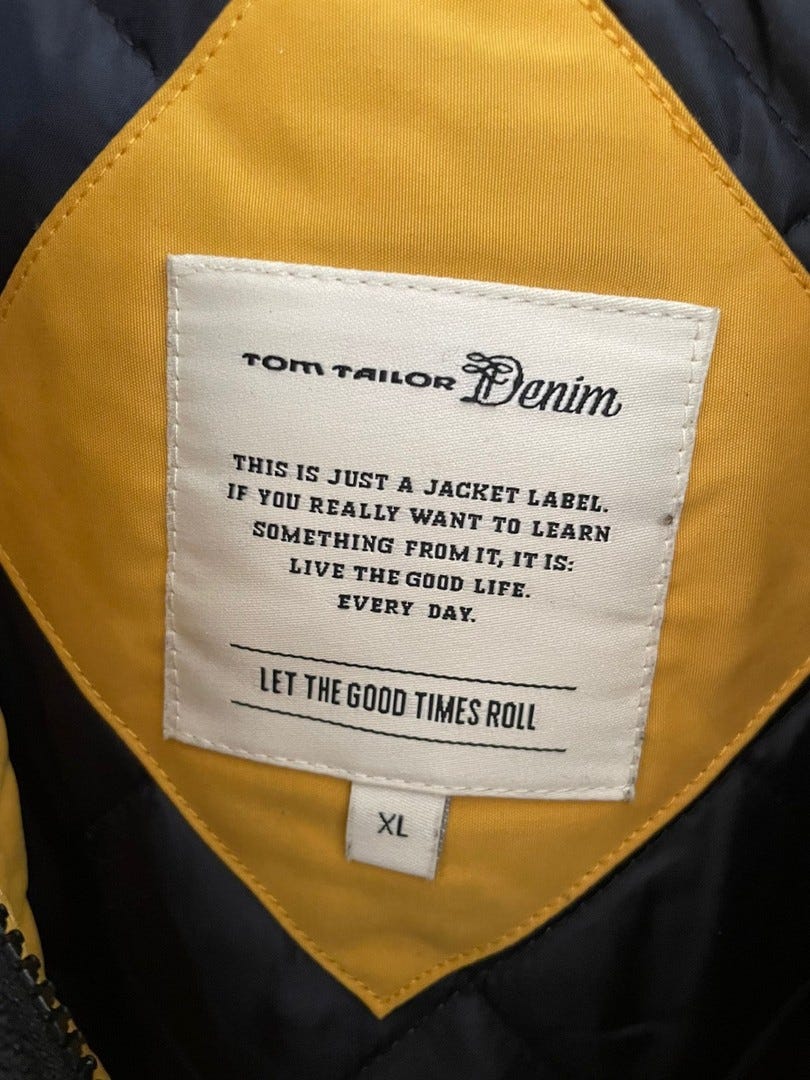 TOM TAILOR Denim
THIS IS JUST A JACKET LABEL.
IF YOU REALLY WANT TO LEARN
SOMETHING FROM IT, IT IS:
LIVE THE GOOD LIFE.
EVERY DAY.
LET THE GOOD TIMES ROLL
XL